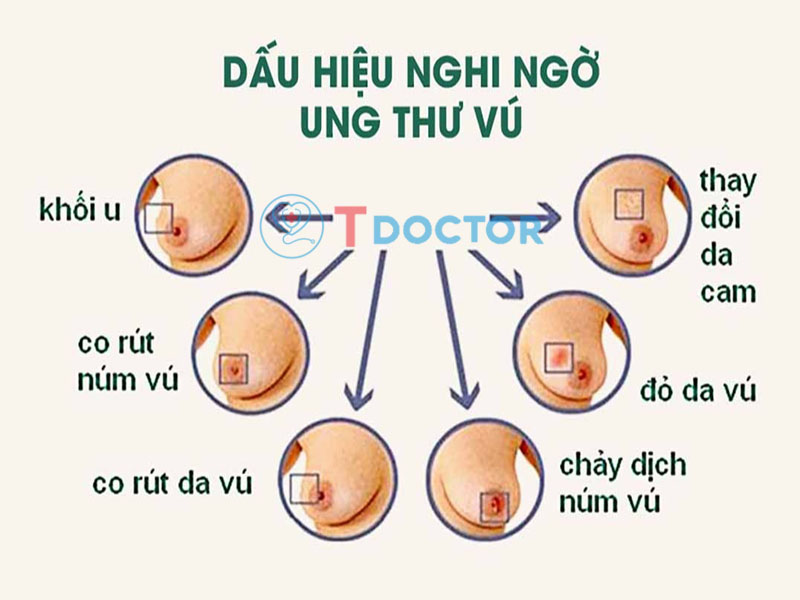 DẤU HIỆU NGHI NGỜ
UNG THƯ VÚ
khối u
T DOCTOR
thay
đổi
da
cam
co rút
núm vú
đỏ da vú
co rút da vú
chảy dịch
núm vú